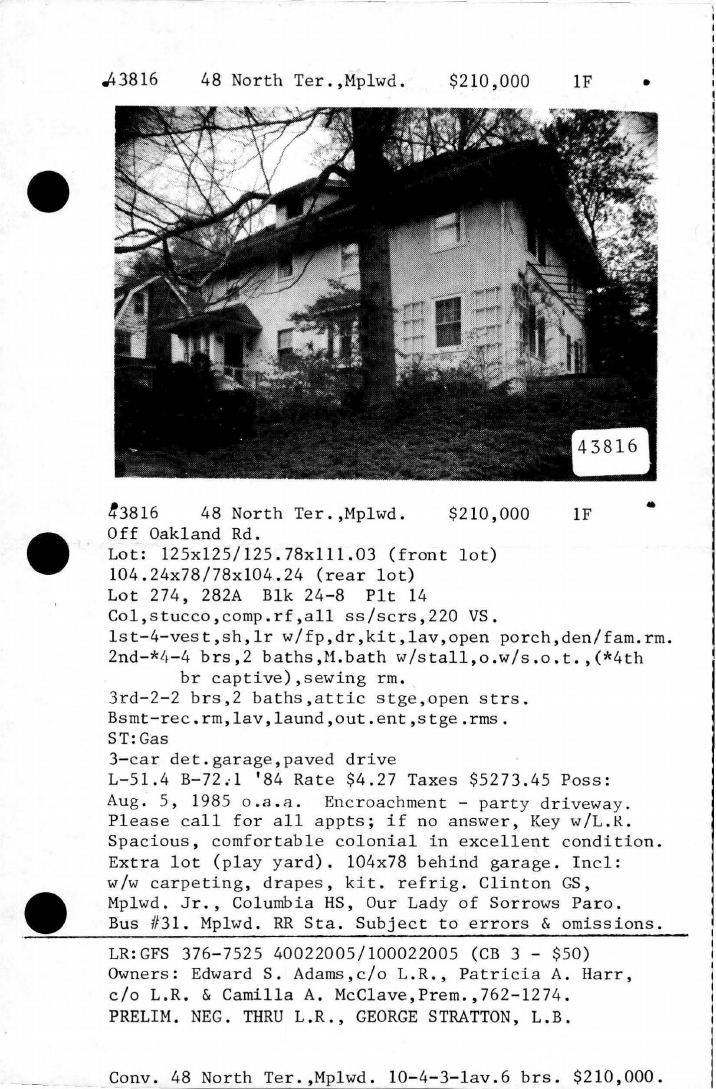 43816 48 North Ter.,Mplwd. $210,000 1F
43816
43816 48 North Ter.,Mplwd. $210,000 1F
Off Oakland Rd.
Lot: 125x125/125.78x111.03 (front lot)
104.24x78/78x104.24 (rear lot)
Lot 274, 282A Blk 24-8 Plt 14
Col,stucco,comp.rf,all ss/scrs,220 VS.
1st-4-vest,sh,lr w/fp,dr,kit,lav,open porch,den/fam.rm.
2nd-*4-4 brs,2 baths,M.bath w/stall,o.w/s.o.t.,(*4th
br captive),sewing rm.
3rd-2-2 brs,2 baths,attic stge,open strs.
Bsmt-rec.rm,lav,laund,out.ent,stge.rms.
ST:Gas
3-car det.garage,paved drive
L-51.4 B-72.1 '84 Rate $4.27 Taxes $5273.45 Poss:
Aug. 5, 1985 o.a.a. Encroachment - party driveway.
Please call for all appts; if no answer, Key w/L.R.
Spacious, comfortable colonial in excellent condition.
Extra lot (play yard). 104x78 behind garage. Incl:
w/w carpeting, drapes, kit. refrig. Clinton GS,
Mplwd. Jr., Columbia HS, Our Lady of Sorrows Paro.
Bus #31. Mplwd. RR Sta. Subject to errors & omissions.
LR:GFS 376-7525 40022005/100022005 (CB 3 - $50)
Owners: Edward S. Adams,c/o L.R., Patricia A. Harr,
c/o L.R. & Camilla A. McClave,Prem.,762-1274.
PRELIM. NEG. THRU L.R., GEORGE STRATTON, L.B.
Conv. 48 North Ter.,Mplwd. 10-4-3-lav.6 brs. $210,000.